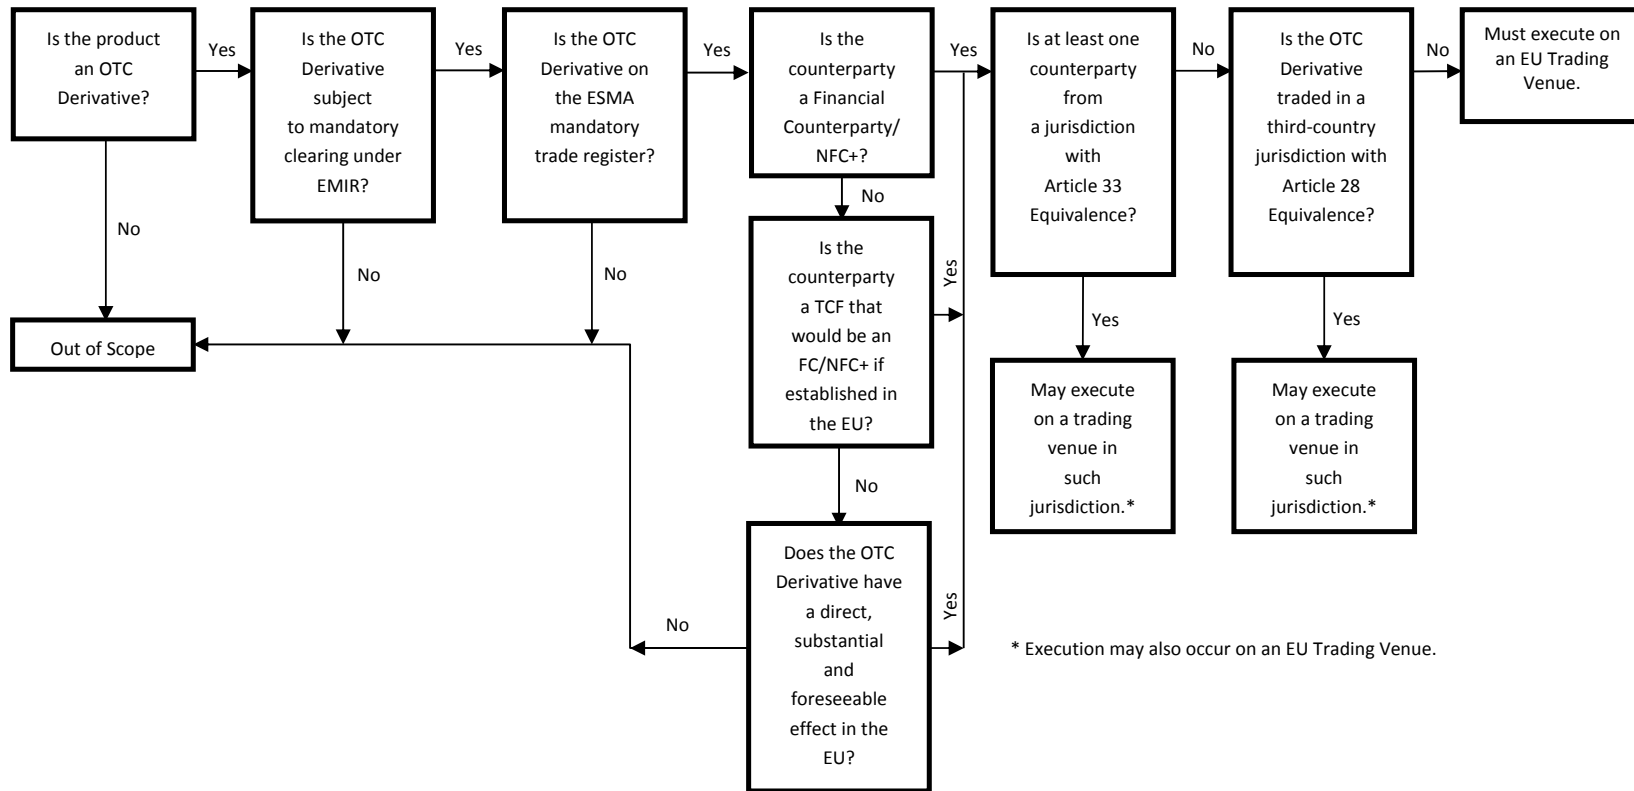 Is the product
an OTC
Derivative?
Yes
No
Is the OTC
Derivative
subject
to mandatory
clearing under
EMIR?
Yes
No
Is the OTC
Derivative on
the ESMA
mandatory
trade register?
Yes
No
Is the
counterparty
a Financial
Counterparty/
NFC+?
Yes
No
Is at least one
counterparty
from
a jurisdiction
with
Article 33
Equivalence?
No
Yes
Is the OTC
Derivative
traded in a
third-country
jurisdiction with
Article 28
Equivalence?
No
Yes
Must execute on
an EU Trading
Venue.
Out of Scope
Is the
counterparty
a TCF that
would be an
FC/NFC+ if
established in
the EU?
Yes
No
May execute
on a trading
venue in
such
jurisdiction.*
May execute
on a trading
venue in
such
jurisdiction.*
Does the OTC
Derivative have
a direct,
substantial
and
foreseeable
effect in the
EU?
No
Yes
* Execution may also occur on an EU Trading Venue.